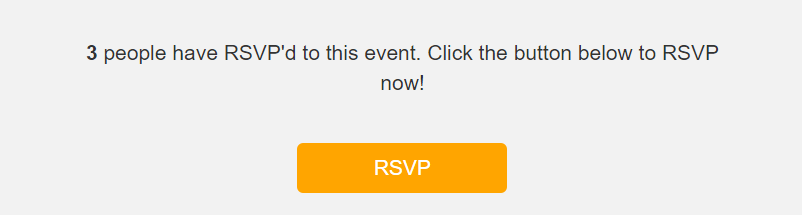 3 people have RSVP'd to this event. Click the button below to RSVP
now!
RSVP